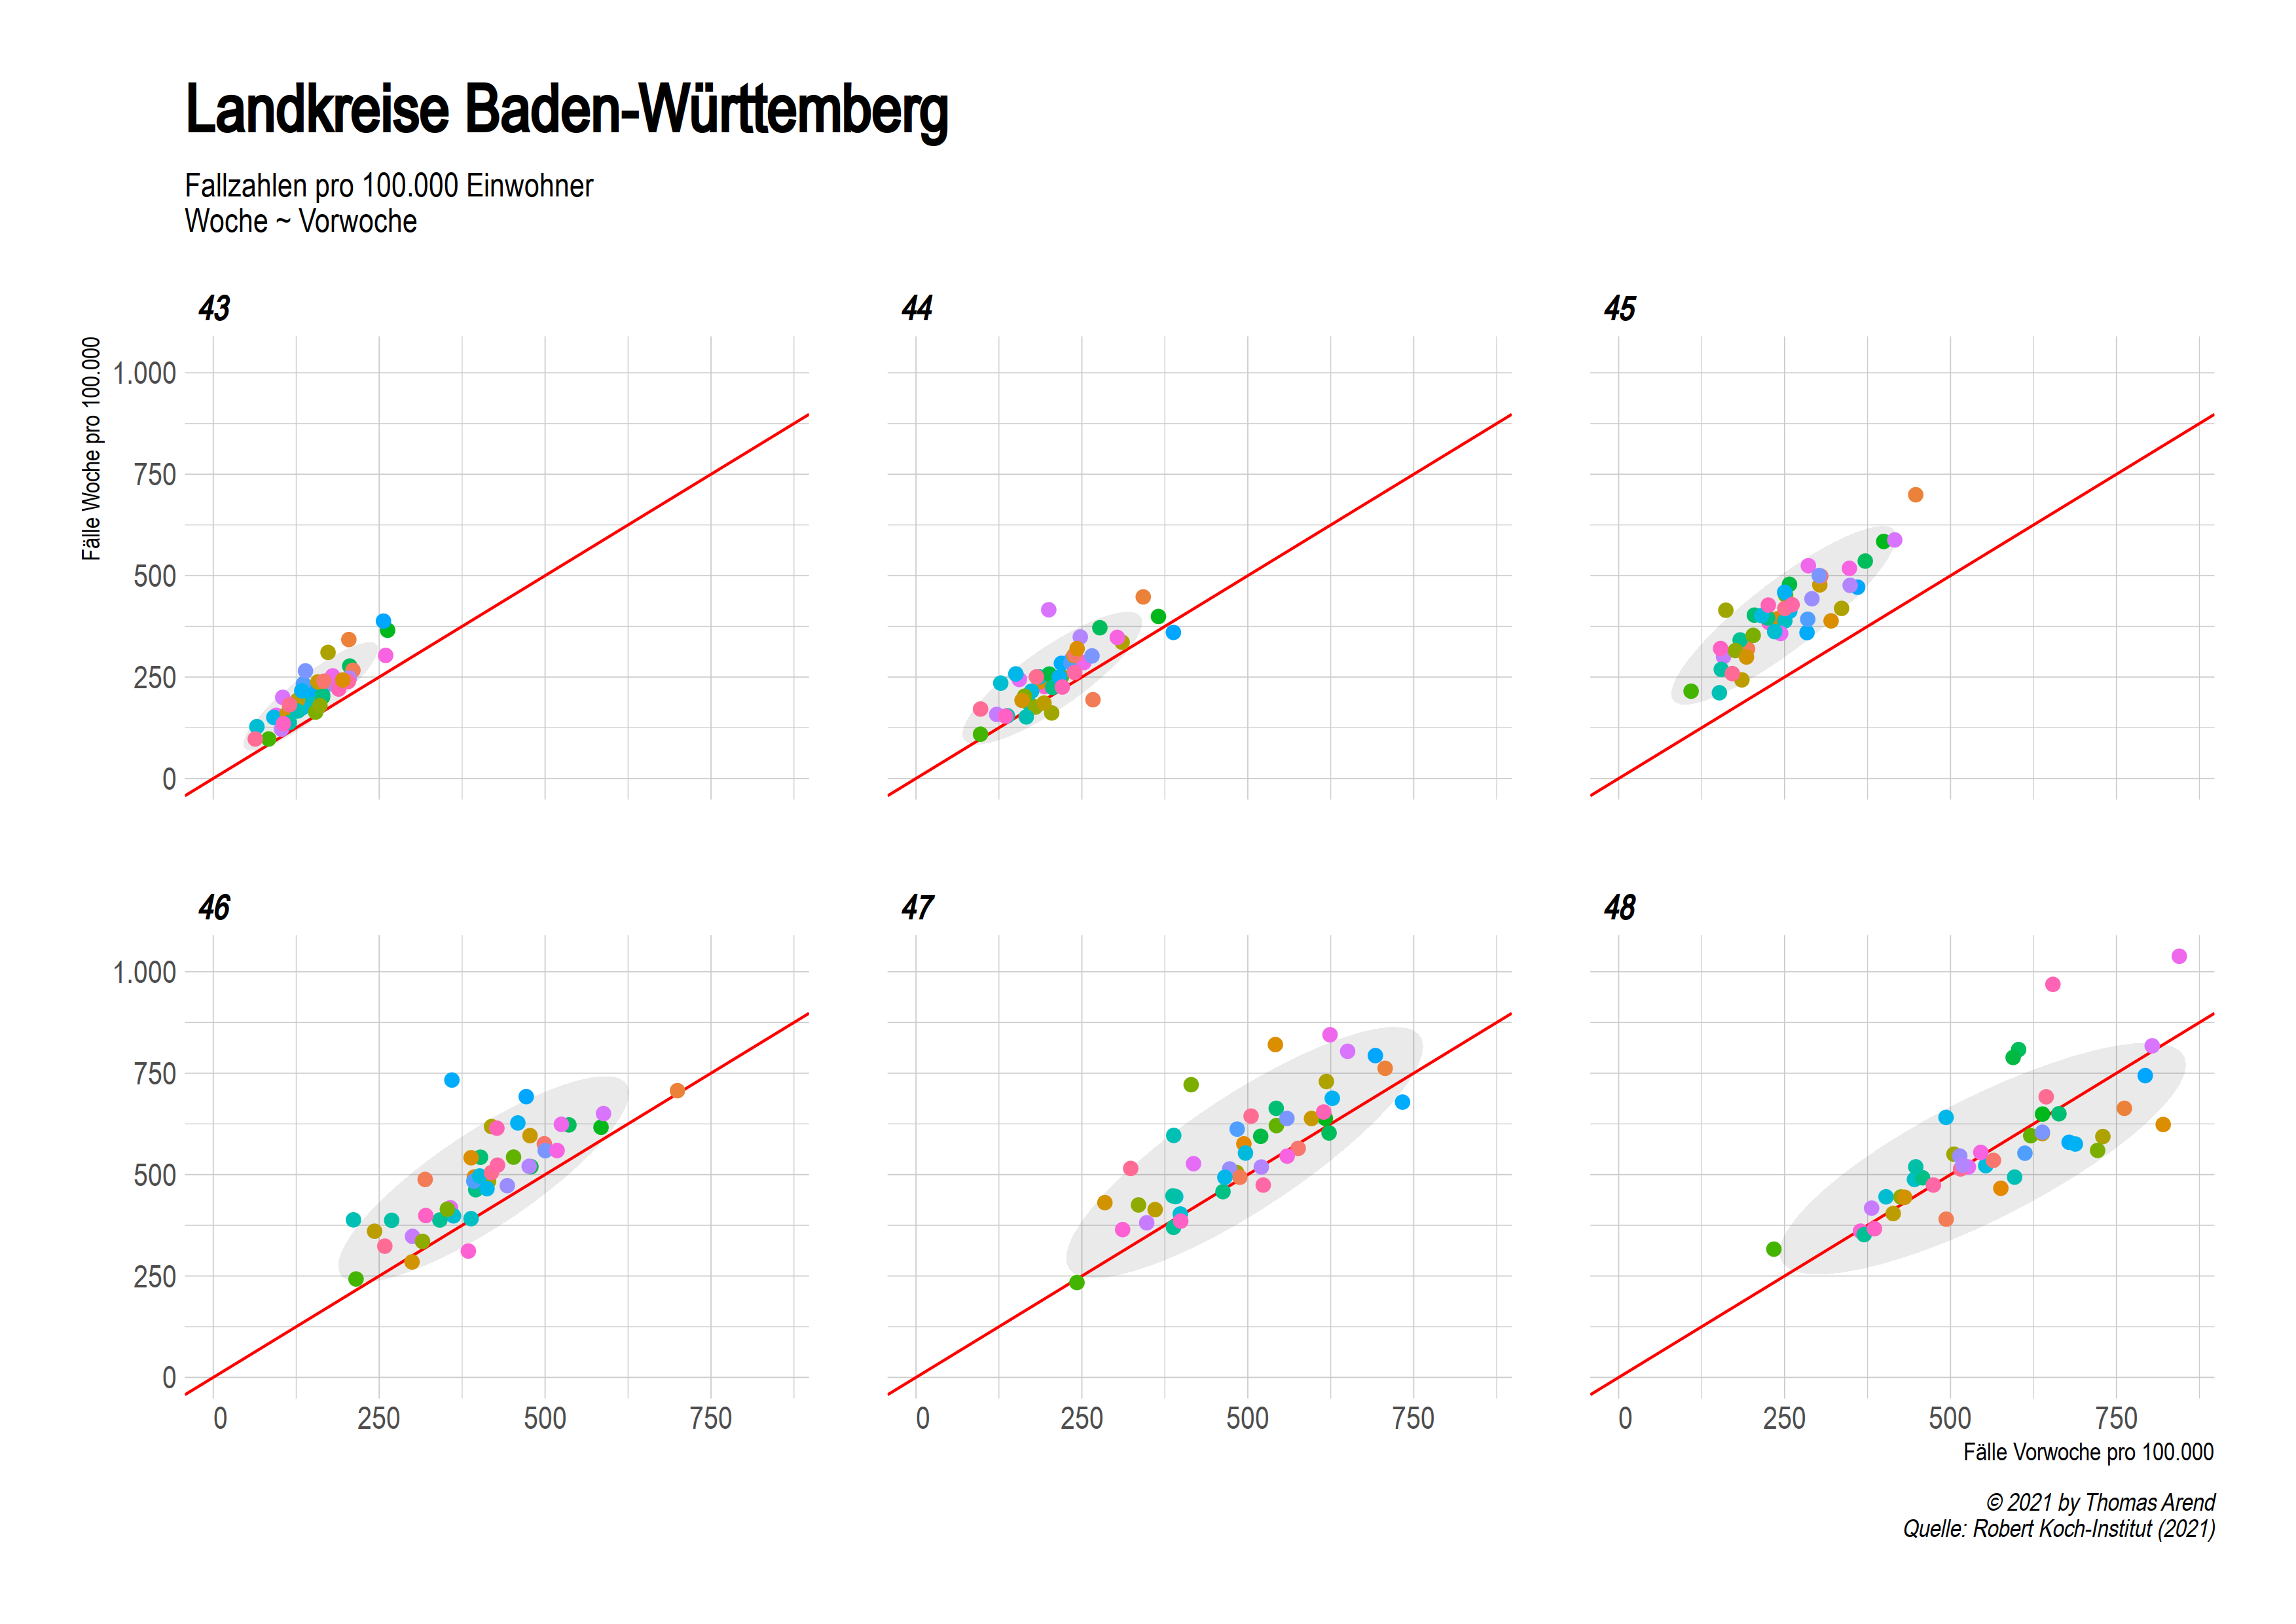 Landkreise Baden-Württemberg
Fallzahlen pro 100.000 Einwohner
Woche ~ Vorwoche
43
44
45
Fälle Woche pro 100.000
1.000
750
500
250
0
46
47
48
1.000
750
500
250
0
0 250 500 750
0 250 500 750
0 250 500 750
Fälle Vorwoche pro 100.000
© 2021 by Thomas Arend
Quelle: Robert Koch-Institut (2021)